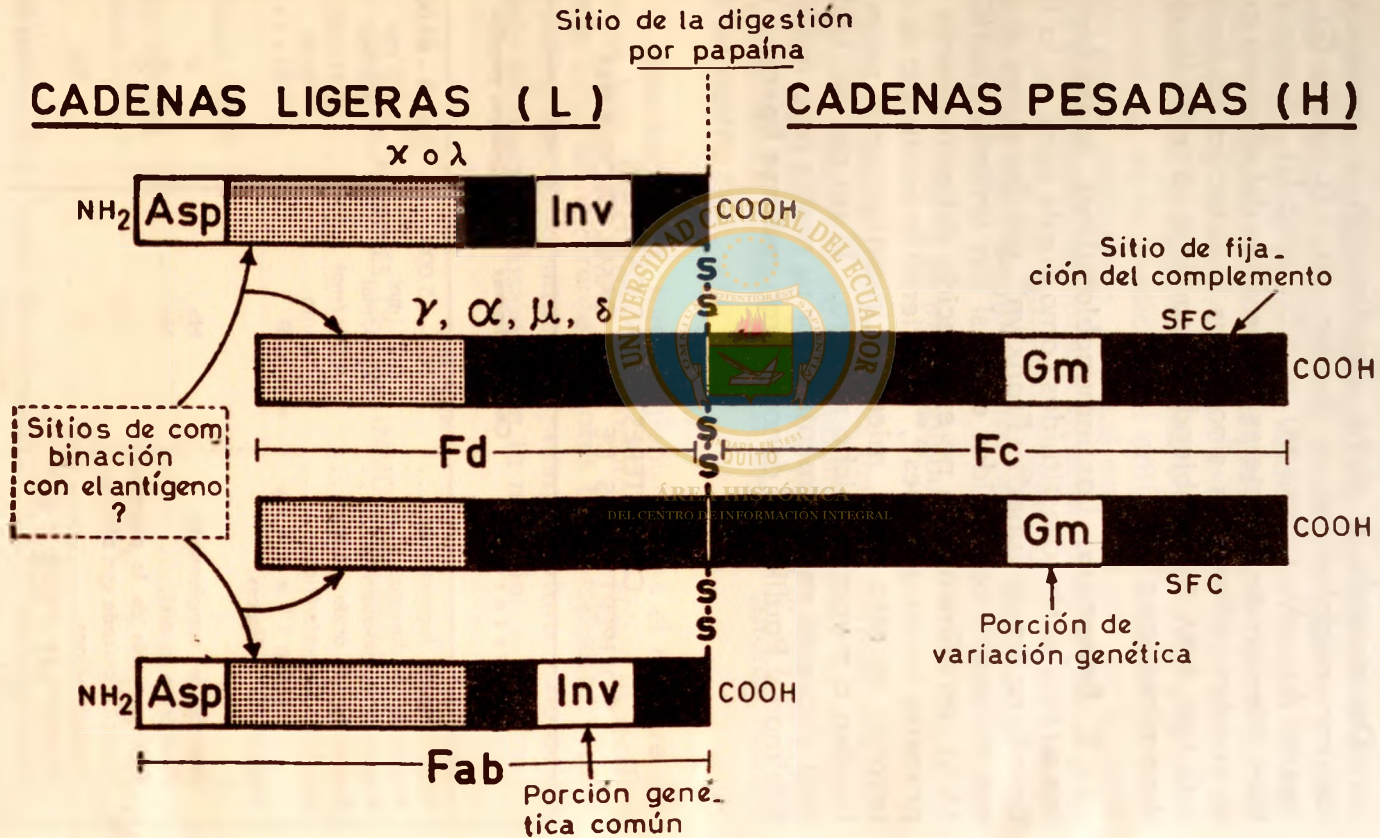 Sitio de la digestión
por papaína
CADENAS LIGERAS (L)
CADENAS PESADAS (H)
ϰ o λ
NH₂ Asp Inv COOH
S
S
Sitio de fija_
ción del complemento
γ, α, μ, δ
SFC
Gm COOH
Sitios de com
binación
con el antígeno
?
Fd
S
S
Fc
Gm COOH
SFC
S
S
Porción de
variación genética
NH₂ Asp Inv COOH
Fab
Porción gené_
tica común
UNIVERSIDAD CENTRAL DEL ECUADOR
QUITO
ÁREA HISTÓRICA
DEL CENTRO DE INFORMACIÓN INTEGRAL